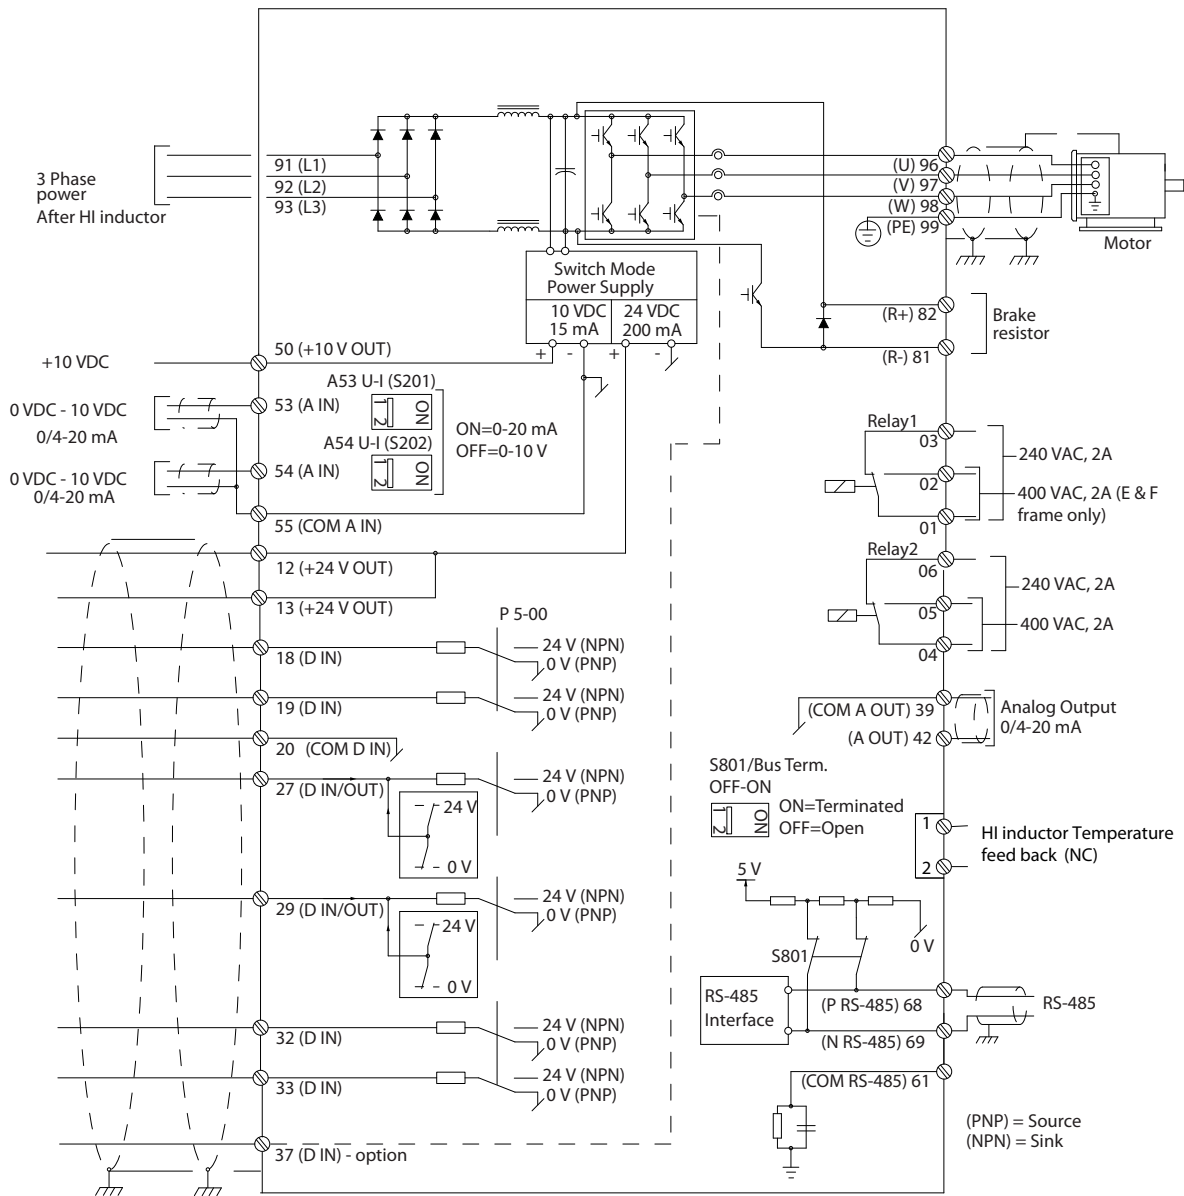 3 Phase
power
After HI inductor
91 (L1)
92 (L2)
93 (L3)
(U) 96
(V) 97
(W) 98
(PE) 99
Motor
Switch Mode
Power Supply
10 VDC
15 mA
24 VDC
200 mA
+ - + -
(R+) 82
(R-) 81
Brake
resistor
+10 VDC
50 (+10 V OUT)
0 VDC - 10 VDC
0/4-20 mA
53 (A IN)
A53 U-I (S201)
1 2
ON
ON=0-20 mA
OFF=0-10 V
0 VDC - 10 VDC
0/4-20 mA
54 (A IN)
A54 U-I (S202)
1 2
ON
55 (COM A IN)
12 (+24 V OUT)
13 (+24 V OUT)
P 5-00
18 (D IN)
24 V (NPN)
0 V (PNP)
19 (D IN)
24 V (NPN)
0 V (PNP)
20 (COM D IN)
27 (D IN/OUT)
24 V (NPN)
0 V (PNP)
24 V
0 V
29 (D IN/OUT)
24 V (NPN)
0 V (PNP)
24 V
0 V
32 (D IN)
24 V (NPN)
0 V (PNP)
33 (D IN)
24 V (NPN)
0 V (PNP)
37 (D IN) - option
Relay1
03
02
01
240 VAC, 2A
400 VAC, 2A (E & F
frame only)
Relay2
06
05
04
240 VAC, 2A
400 VAC, 2A
(COM A OUT) 39
(A OUT) 42
Analog Output
0/4-20 mA
S801/Bus Term.
OFF-ON
1 2
ON
ON=Terminated
OFF=Open
1
2
HI inductor Temperature
feed back (NC)
5 V
0 V
S801
RS-485
Interface
(P RS-485) 68
(N RS-485) 69
RS-485
(COM RS-485) 61
(PNP) = Source
(NPN) = Sink